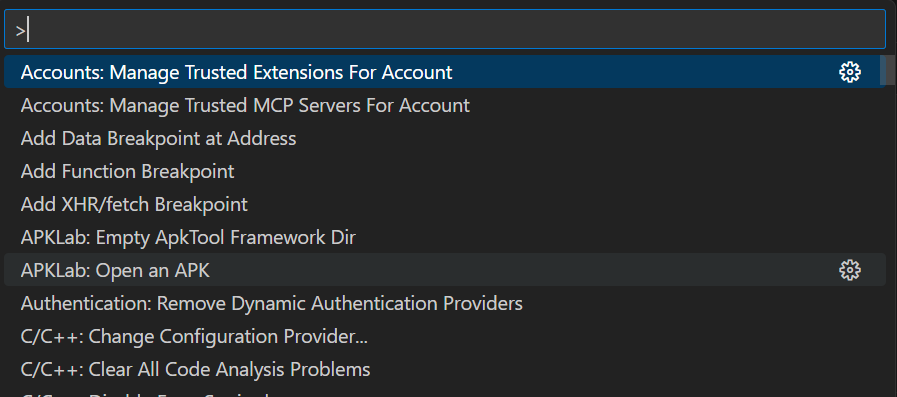 >
Accounts: Manage Trusted Extensions For Account
Accounts: Manage Trusted MCP Servers For Account
Add Data Breakpoint at Address
Add Function Breakpoint
Add XHR/fetch Breakpoint
APKLab: Empty ApkTool Framework Dir
APKLab: Open an APK
Authentication: Remove Dynamic Authentication Providers
C/C++: Change Configuration Provider...
C/C++: Clear All Code Analysis Problems